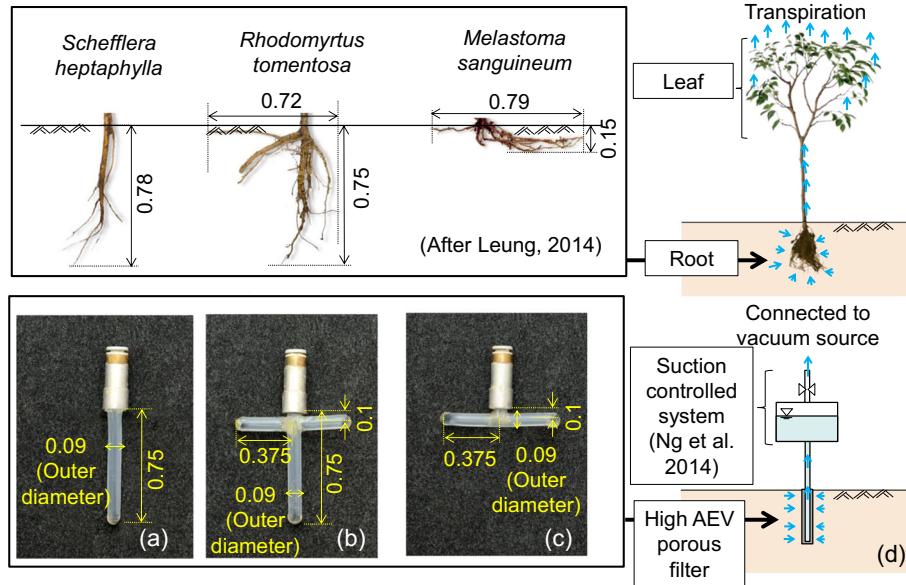 Schefflera
heptaphylla
0.78
Rhodomyrtus
tomentosa
0.72
0.75
Melastoma
sanguineum
0.79
0.15
(After Leung, 2014)
Transpiration
Leaf
Root
0.09
(Outer
diameter)
0.75
(a)
0.1
0.375
0.75
0.09
(Outer
diameter)
(b)
0.1
0.375
0.09
(Outer
diameter)
(c)
Connected to
vacuum source
Suction
controlled
system
(Ng et al.
2014)
High AEV
porous
filter
(d)